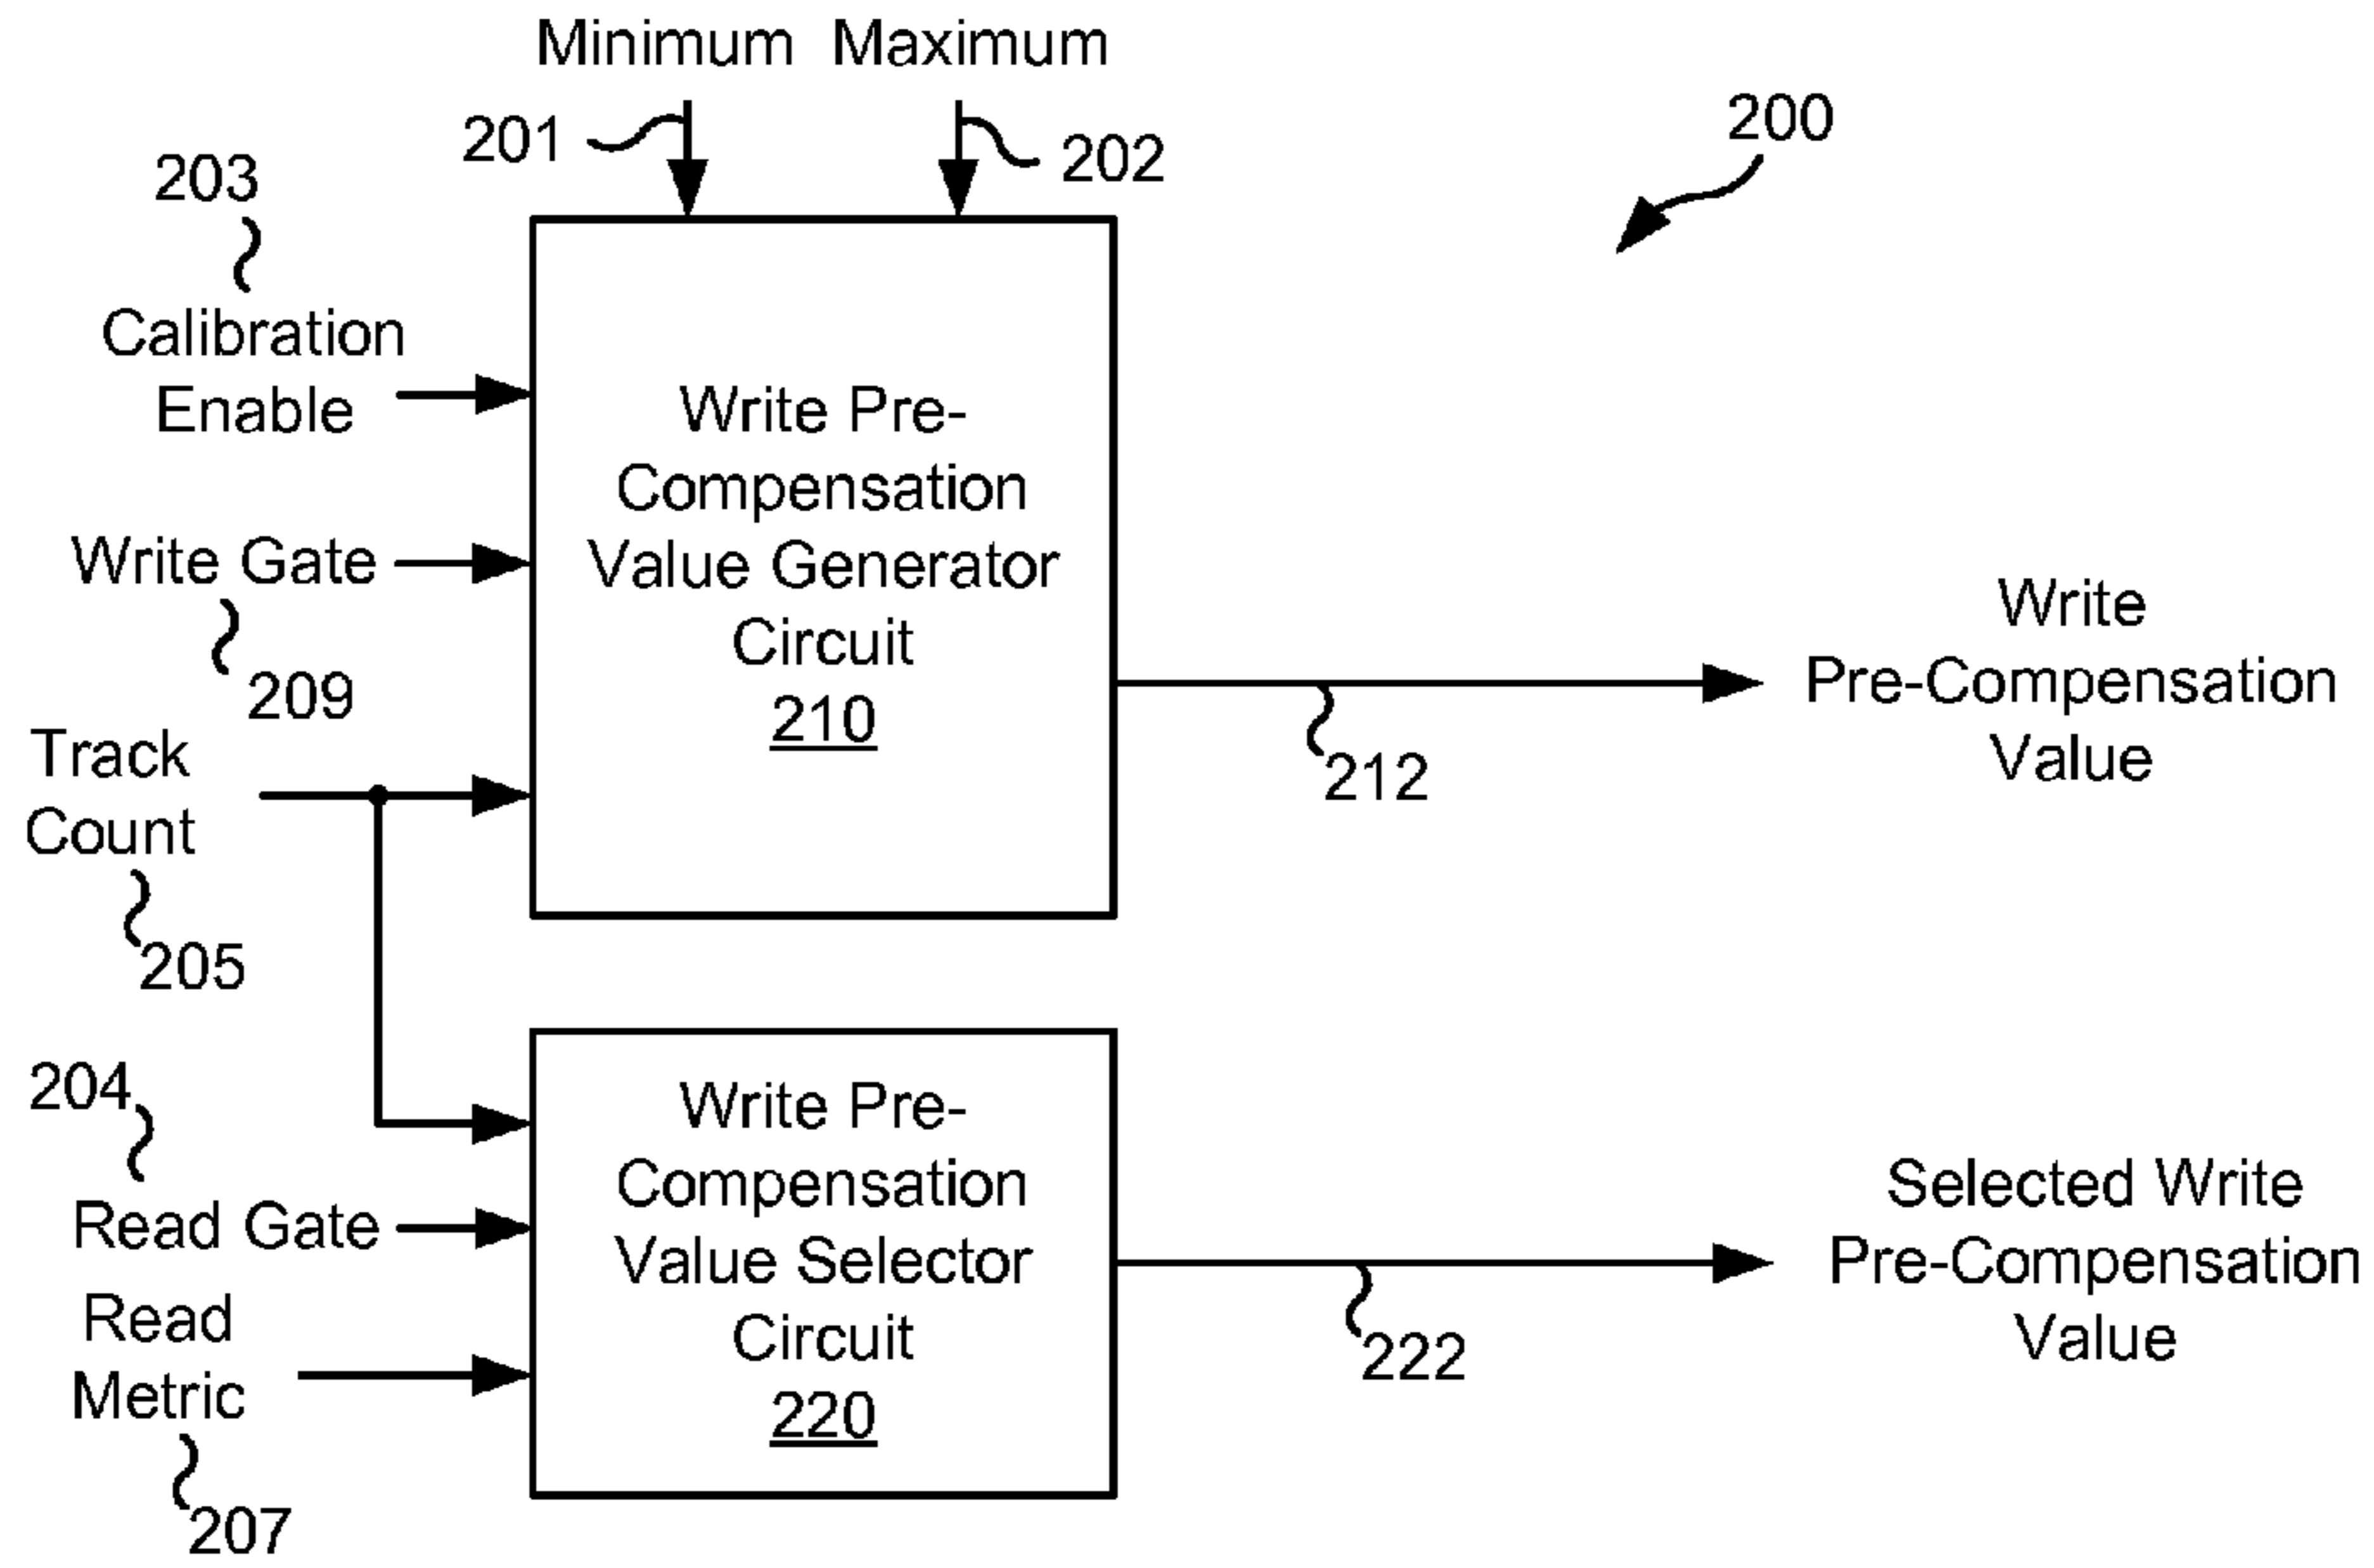 Minimum Maximum
201
202
200
203
Calibration
Enable
Write Gate
209
Track
Count
205
Write Pre-
Compensation
Value Generator
Circuit
210
212
Write
Pre-Compensation
Value
204
Read Gate
Read
Metric
207
Write Pre-
Compensation
Value Selector
Circuit
220
222
Selected Write
Pre-Compensation
Value